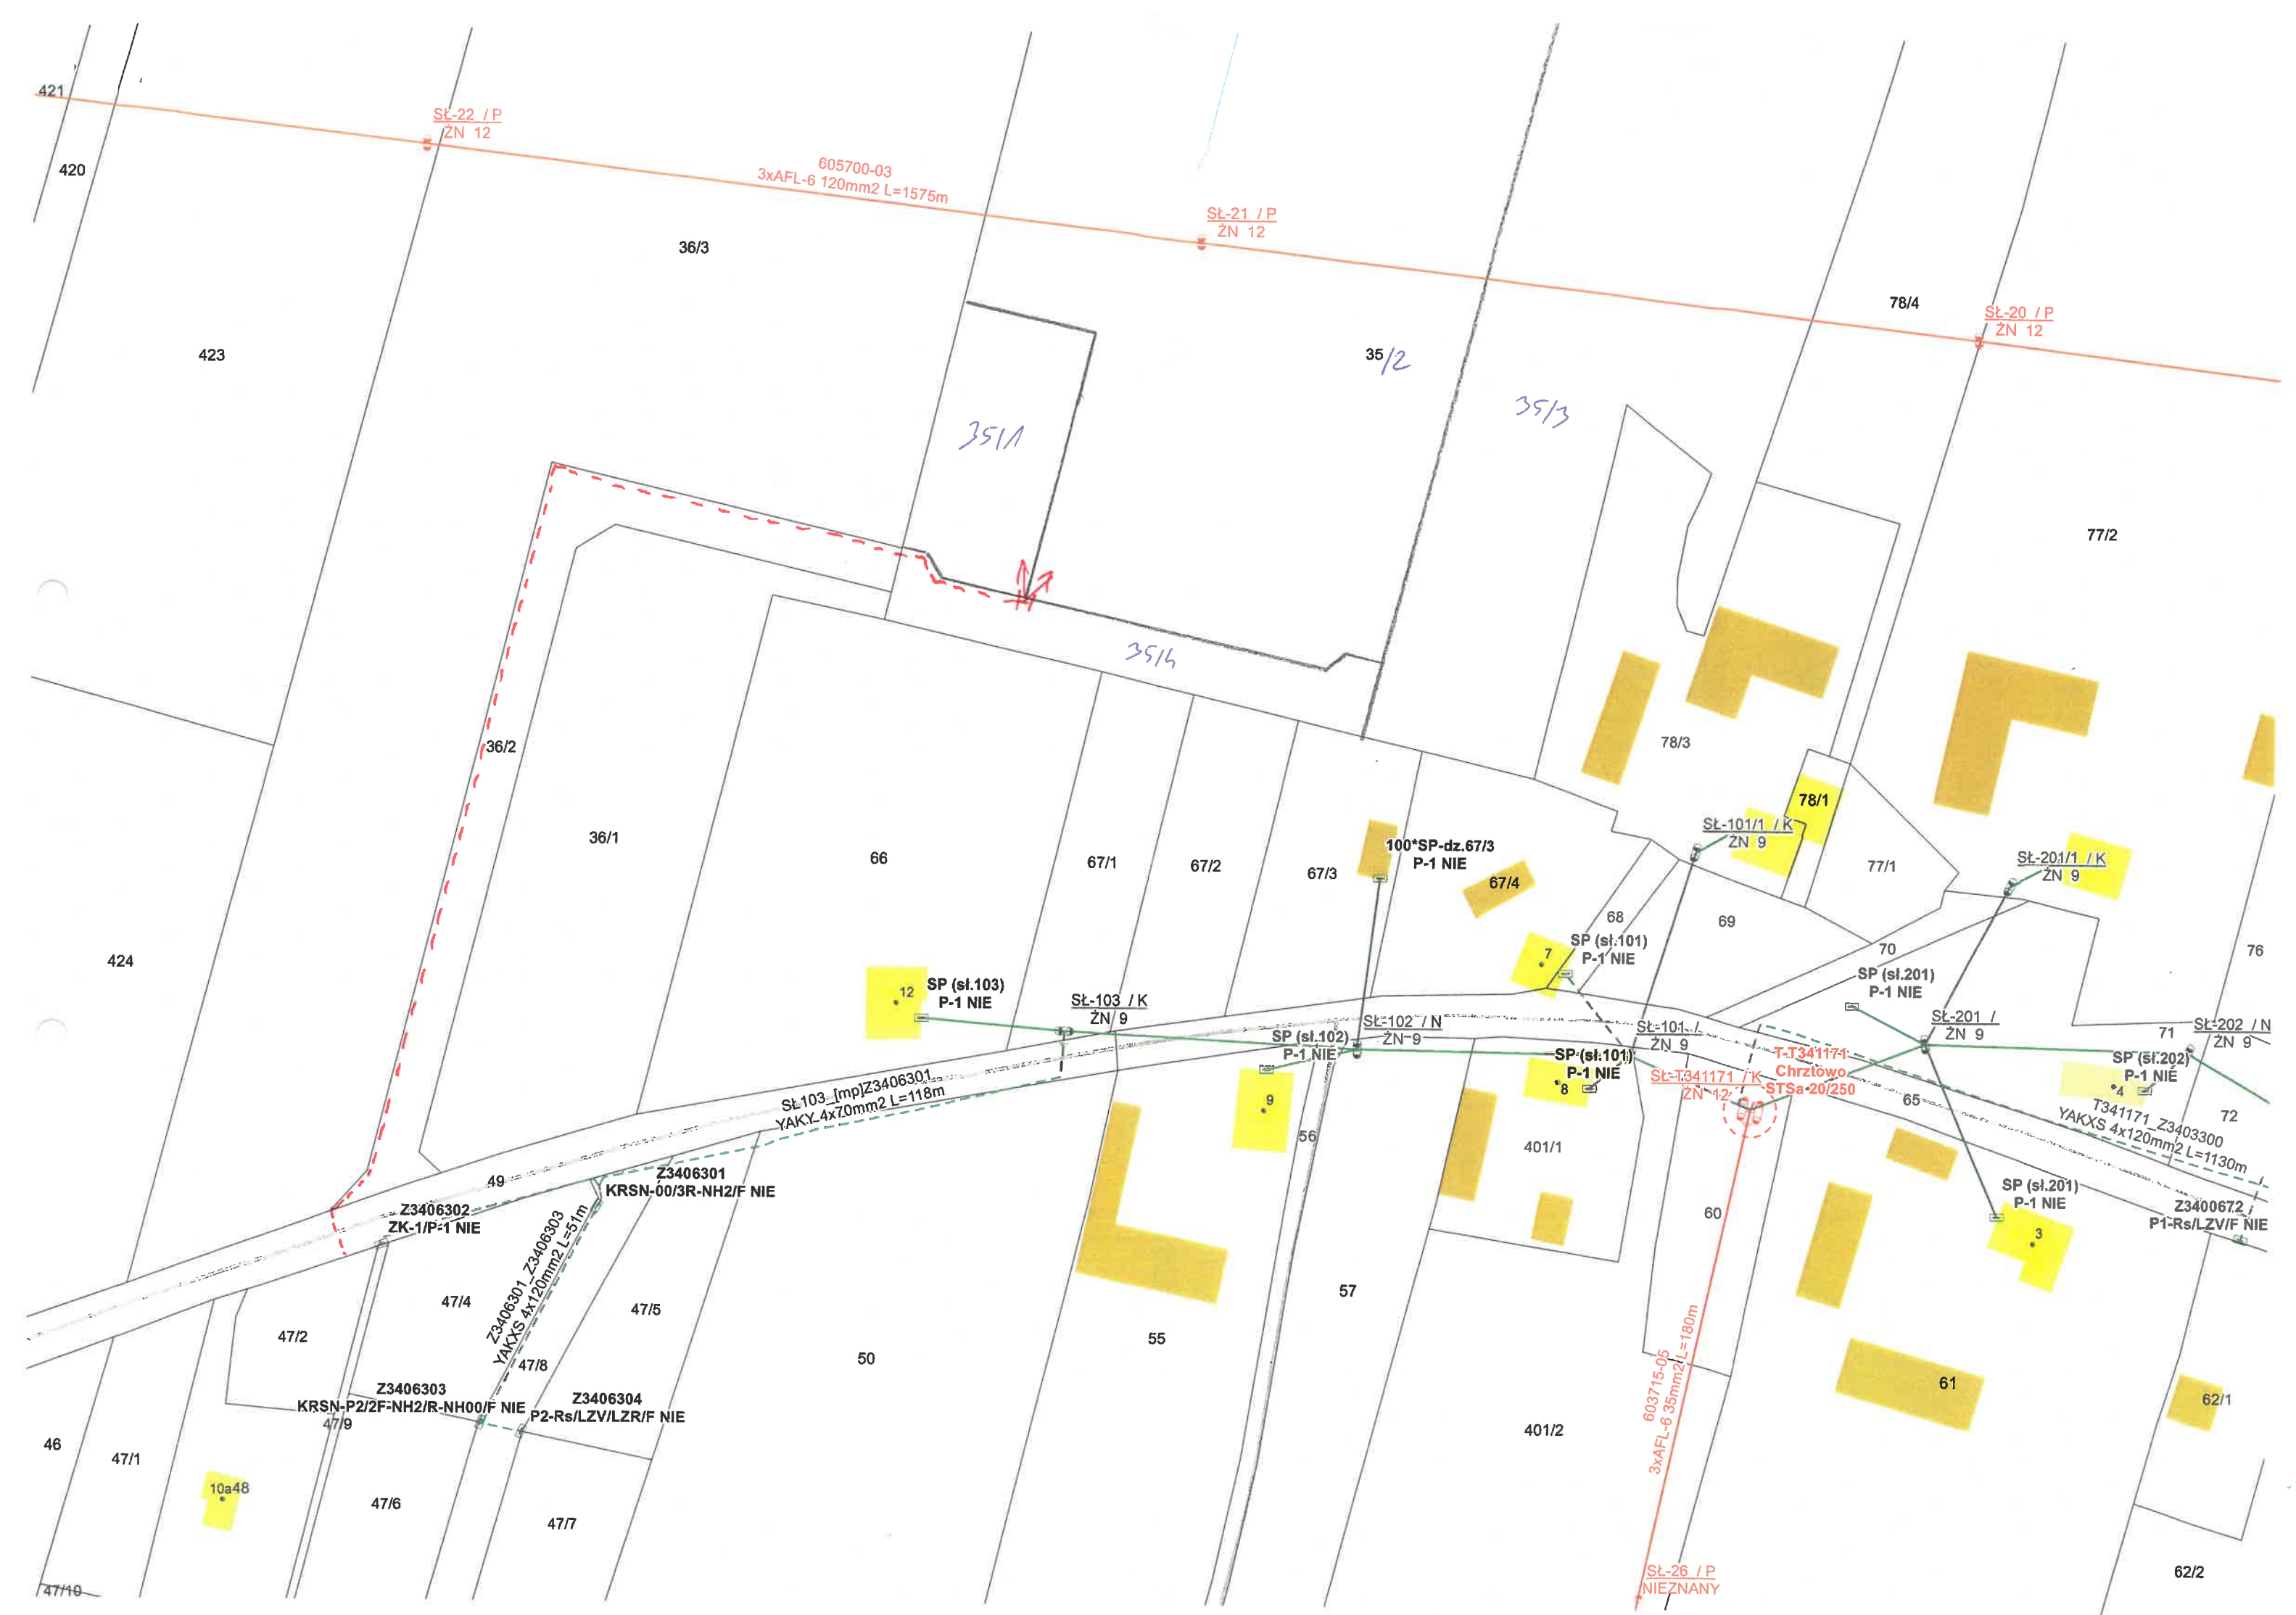 421
SŁ-22 / P
ŻN 12
420
605700-03
3xAFL-6 120mm2 L=1575m
SŁ-21 / P
ŻN 12
36/3
78/4
SŁ-20 / P
ŻN 12
423
35/2
35/3
35/1
77/2
35/4
36/2
78/3
78/1
36/1
66
67/1
67/2
67/3
100*SP-dz.67/3
P-1 NIE
67/4
SŁ-101/1 / K
ŻN 9
77/1
SŁ-201/1 / K
ŻN 9
68
69
70
76
424
7
SP (sł.101)
P-1 NIE
SP (sł.201)
P-1 NIE
12
SP (sł.103)
P-1 NIE
SŁ-103 / K
ŻN 9
SŁ-102 / N
ŻN 9
SP (sł.102)
P-1 NIE
SŁ-101 /
ŻN 9
SŁ-201 /
ŻN 9
71
SŁ-202 / N
ŻN 9
SP (sł.101)
P-1 NIE
8
T-T341171
Chrztowo
STSa-20/250
SŁ-T341171 / K
ŻN 12
SP (sł.202)
P-1 NIE
4
65
72
T341171_Z3403300
YAKXS 4x120mm2 L=1130m
SŁ103_[mp]Z3406301
YAKY 4x70mm2 L=118m
9
56
401/1
49
Z3406301
KRSN-00/3R-NH2/F NIE
Z3406302
ZK-1/P-1 NIE
Z3406301_Z3406303
YAKXS 4x120mm2 L=51m
60
SP (sł.201)
P-1 NIE
3
Z3400672
P1-Rs/LZV/F NIE
47/4
47/5
47/2
47/8
57
55
50
603715-05
3xAFL-6 35mm2 L=180m
61
62/1
Z3406303
KRSN-P2/2F-NH2/R-NH00/F NIE
47/9
Z3406304
P2-Rs/LZV/LZR/F NIE
46
47/1
401/2
10a48
47/6
47/7
47/10
SŁ-26 / P
NIEZNANY
62/2